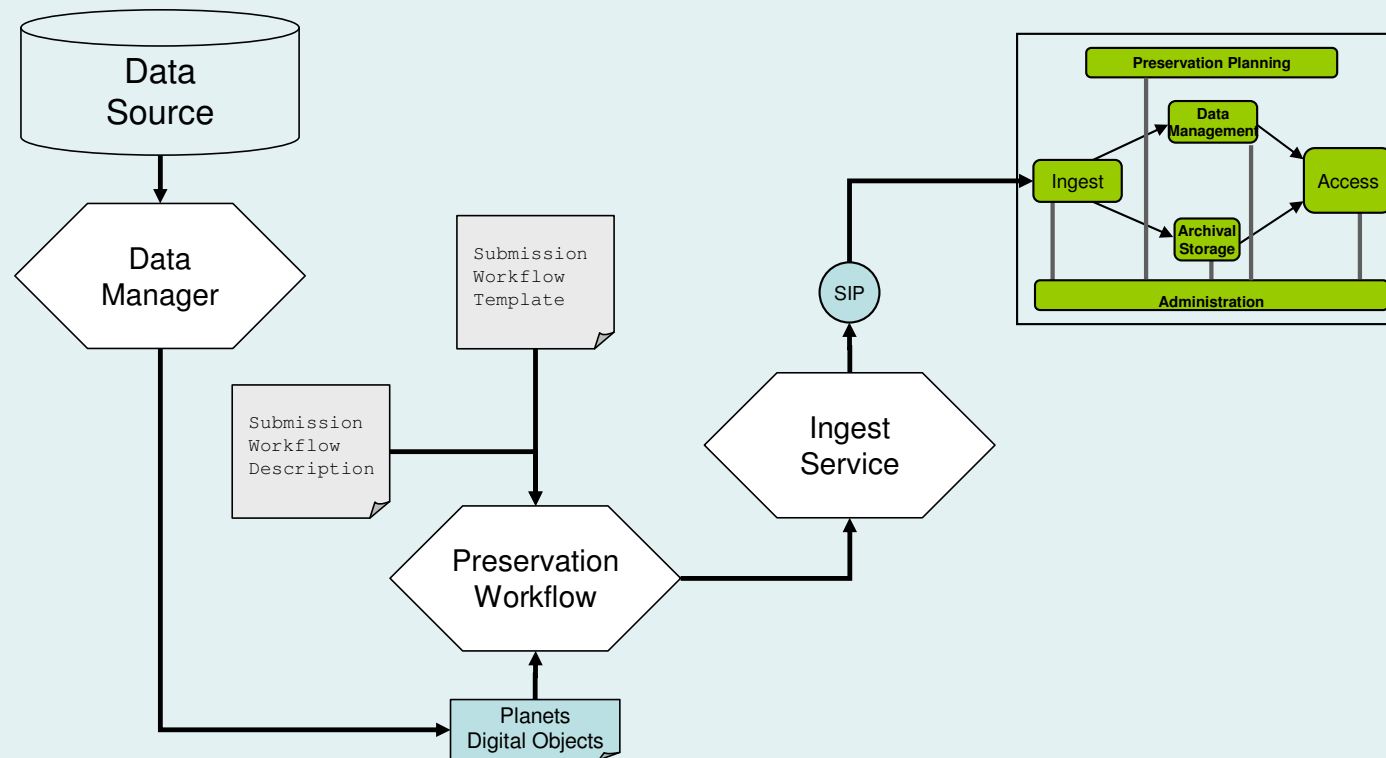 Data
Source
Data
Manager
Submission
Workflow
Template
Submission
Workflow
Description
Preservation
Workflow
Planets
Digital Objects
Ingest
Service
SIP
Preservation Planning
Data
Management
Ingest
Access
Archival
Storage
Administration